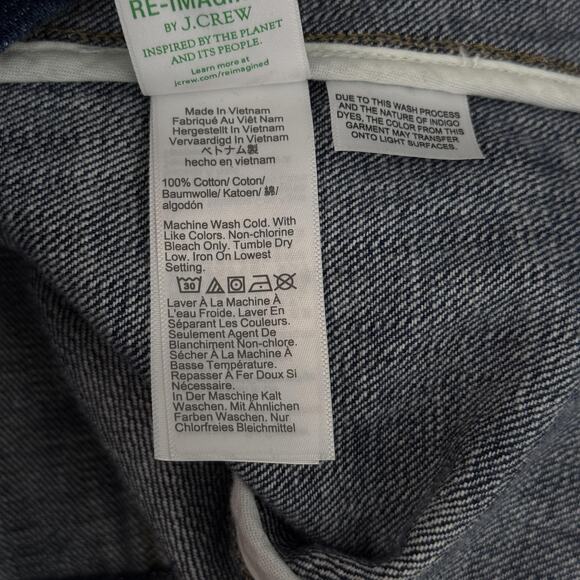 RE-IMAGINED
BY J.CREW
INSPIRED BY THE PLANET
AND ITS PEOPLE.
Learn more at
jcrew.com/reimagined
Made In Vietnam
Fabriqué Au Viêt Nam
Hergestellt In Vietnam
Vervaardigd In Vietnam
ベトナム製
hecho en vietnam
100% Cotton/ Coton/
Baumwolle/ Katoen/ 綿/
algodón
Machine Wash Cold. With
Like Colors. Non-chlorine
Bleach Only. Tumble Dry
Low. Iron On Lowest
Setting.
30
Laver À La Machine À
L'eau Froide. Laver En
Séparant Les Couleurs.
Seulement Agent De
Blanchiment Non-chlore.
Sécher À La Machine À
Basse Température.
Repasser À Fer Doux Si
Nécessaire.
In Der Maschine Kalt
Waschen. Mit Ähnlichen
Farben Waschen. Nur
Chlorfreies Bleichmittel
DUE TO THIS WASH PROCESS
AND THE NATURE OF INDIGO
DYES, THE COLOR FROM THIS
GARMENT MAY TRANSFER
ONTO LIGHT SURFACES.